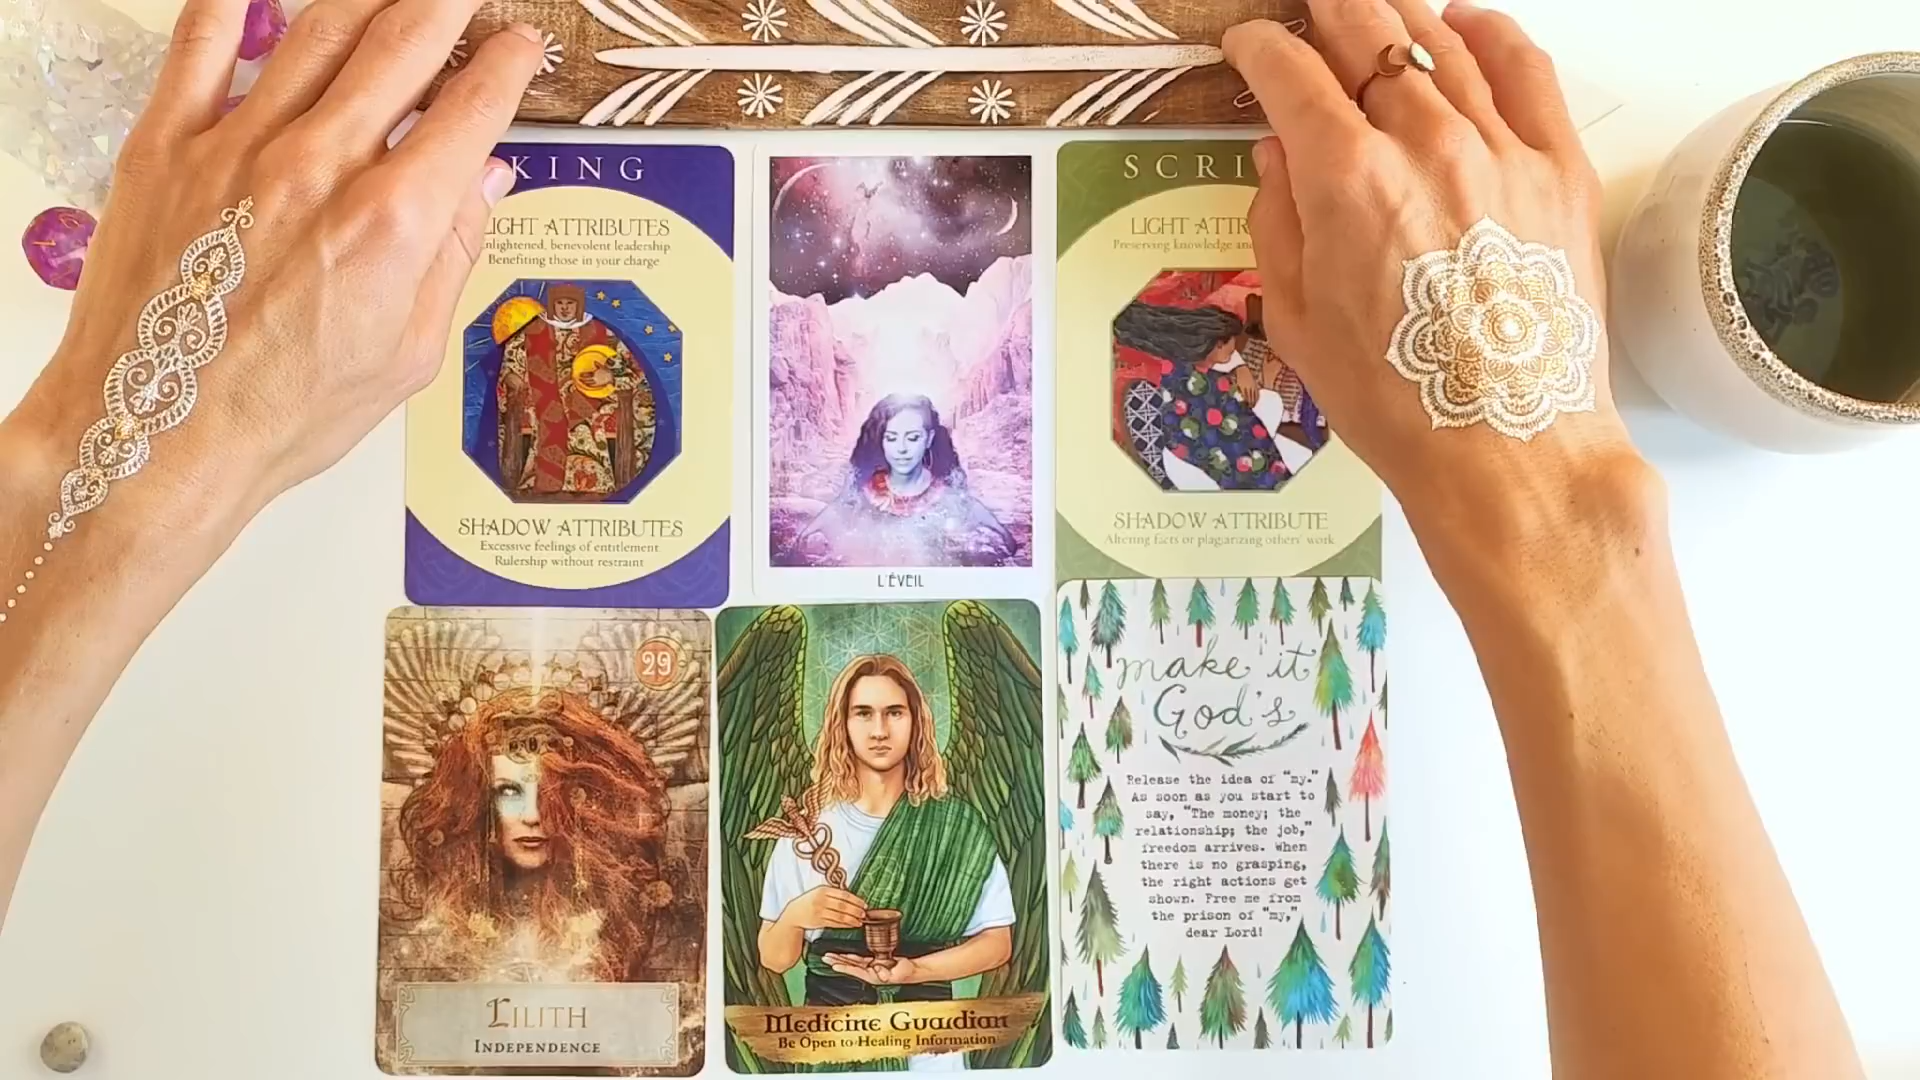 KING
LIGHT ATTRIBUTES
Enlightened, benevolent leadership
Benefiting those in your charge
SHADOW ATTRIBUTES
Excessive feelings of entitlement
Rulership without restraint
XX
L'ÉVEIL
SCRI
LIGHT ATTR
Preserving knowledge and
SHADOW ATTRIBUTE
Altering facts or plagiarizing others' work
29
LILITH
INDEPENDENCE
Medicine Guardian
Be Open to Healing Information
make it
God's
Release the idea of "my."
As soon as you start to
say, "The money; the
relationship; the job,"
freedom arrives. When
there is no grasping,
the right actions get
shown. Free me from
the prison of "my,"
dear Lord!